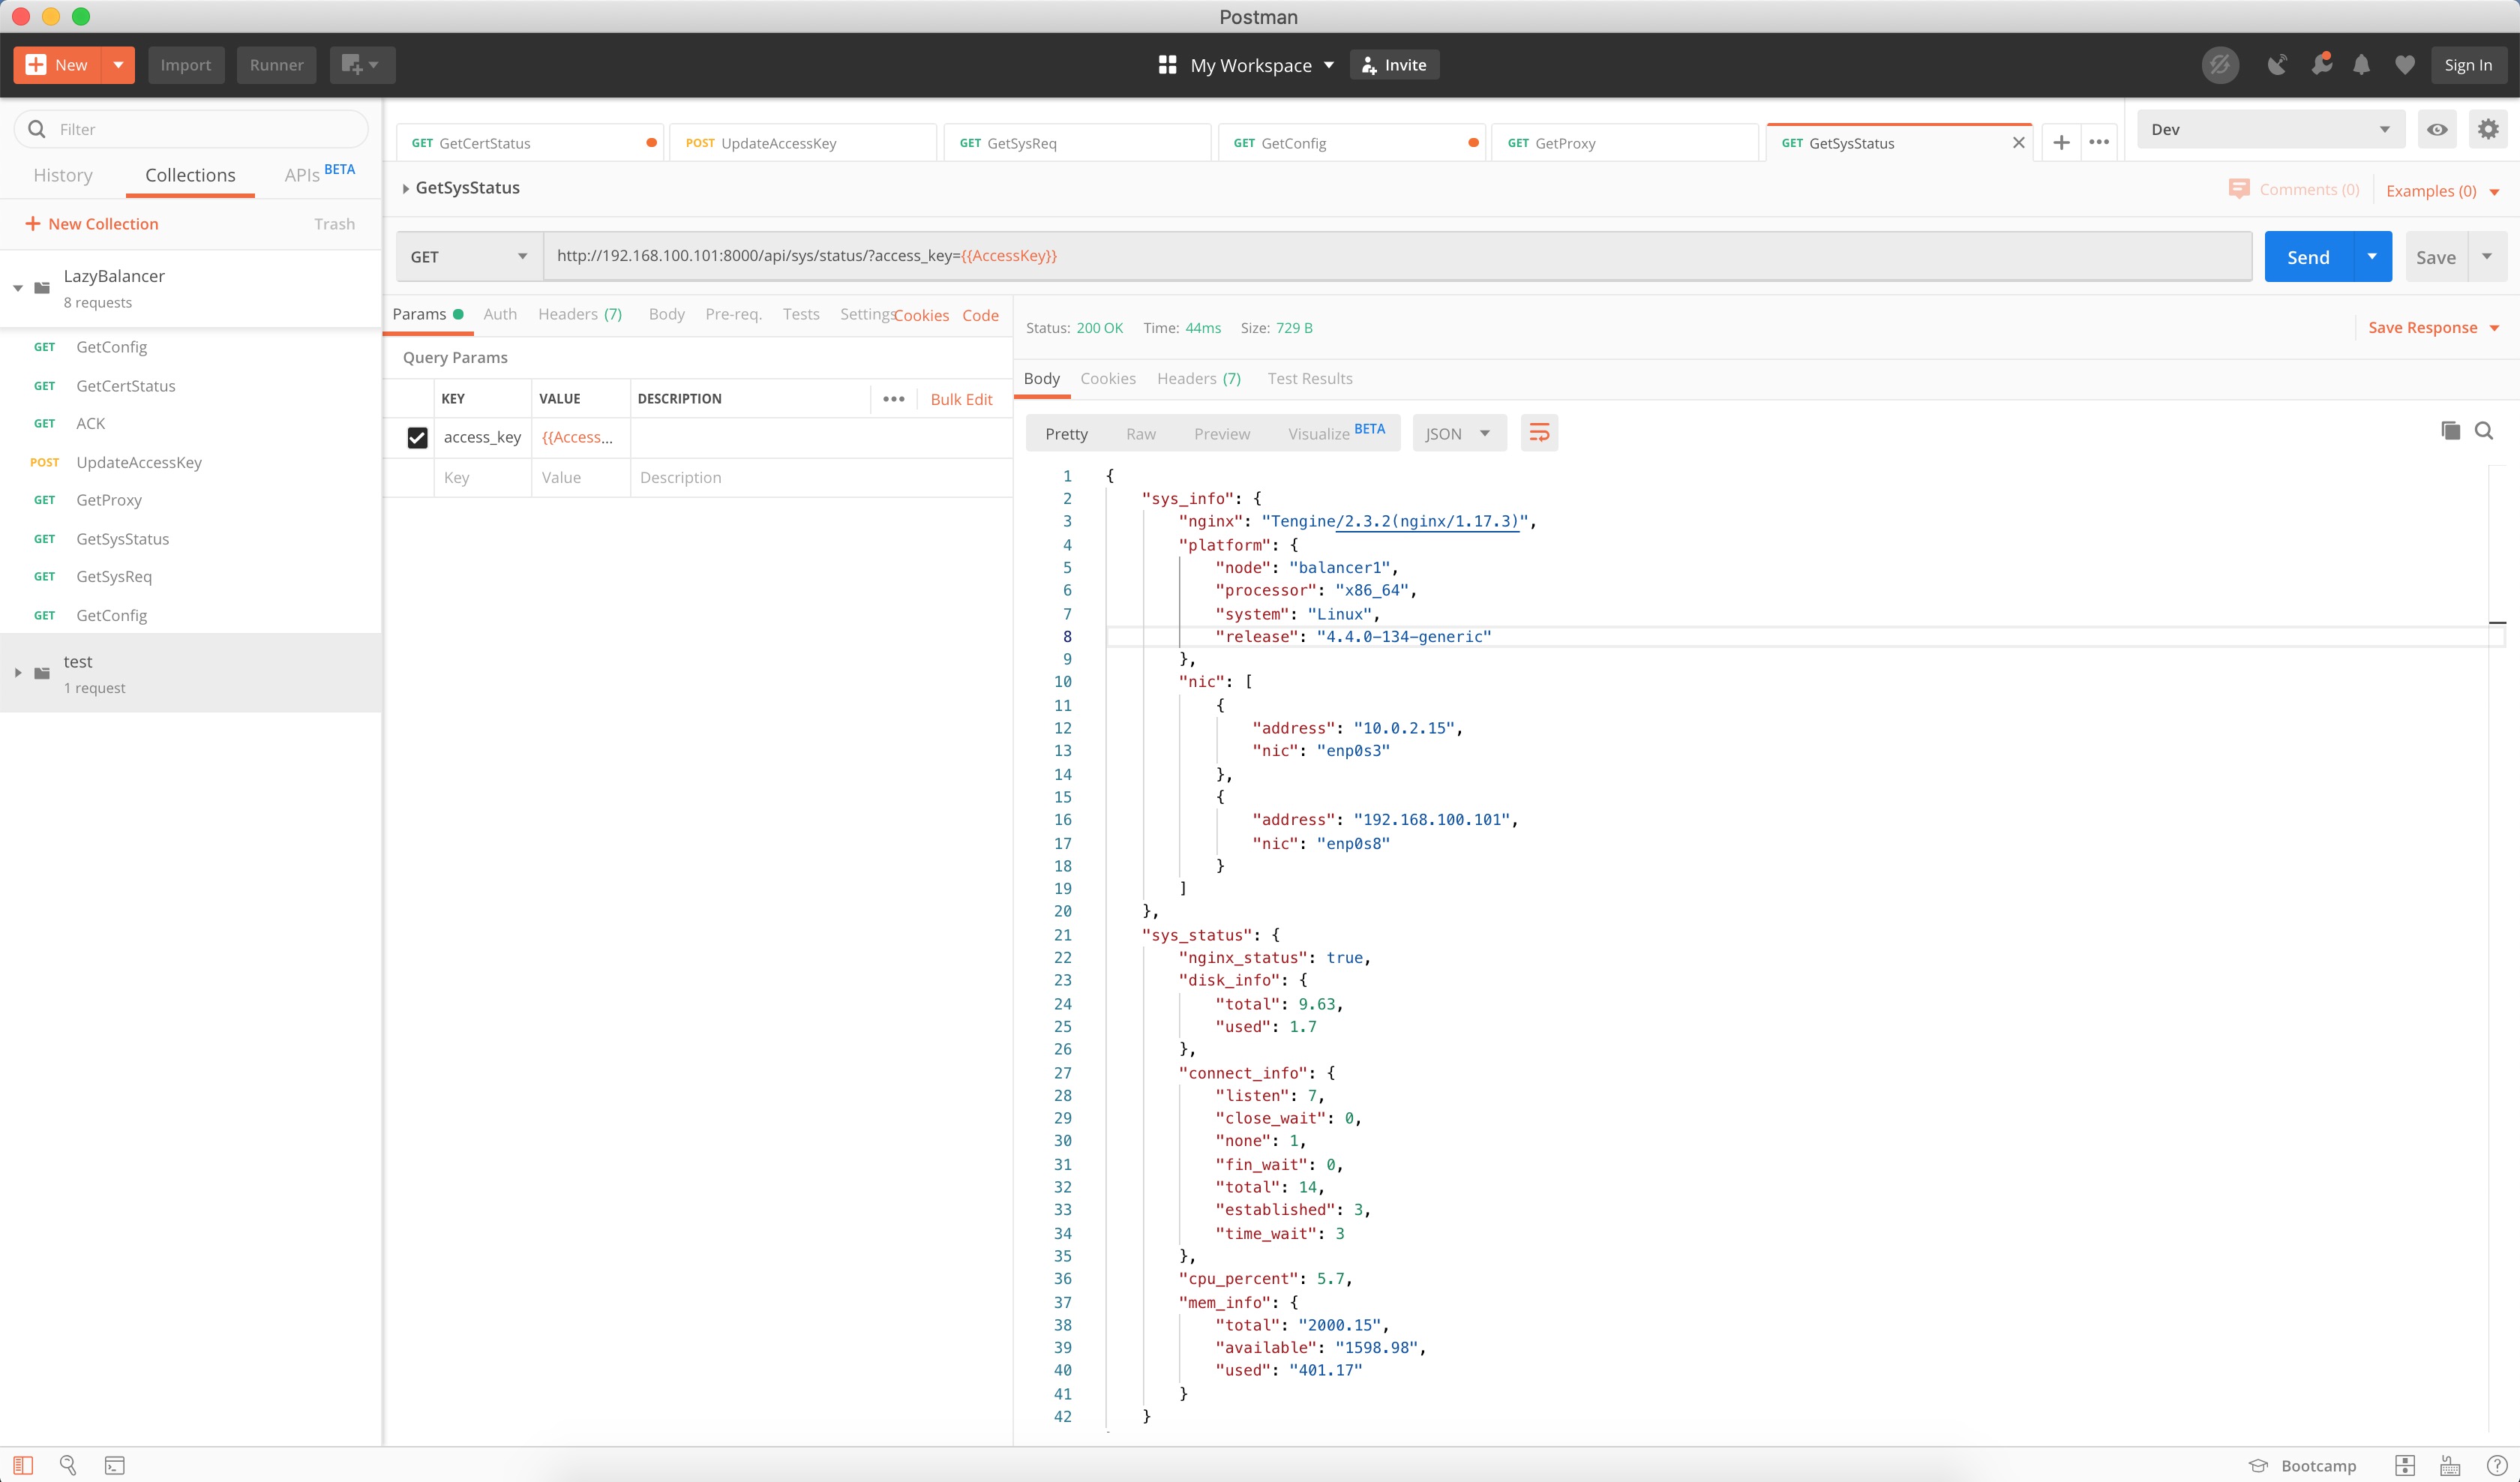 Postman
New Import Runner My Workspace Invite Sign In
Filter
History Collections APIs BETA
New Collection Trash
LazyBalancer
8 requests
GET GetConfig
GET GetCertStatus
GET ACK
POST UpdateAccessKey
GET GetProxy
GET GetSysStatus
GET GetSysReq
GET GetConfig
test
1 request
GET GetCertStatus POST UpdateAccessKey GET GetSysReq GET GetConfig GET GetProxy GET GetSysStatus Dev
GetSysStatus Comments (0) Examples (0)
GET http://192.168.100.101:8000/api/sys/status/?access_key={{AccessKey}} Send Save
Params Auth Headers (7) Body Pre-req. Tests Settings Cookies Code
Query Params
KEY VALUE DESCRIPTION Bulk Edit
access_key {{Access...
Key Value Description
Status: 200 OK Time: 44ms Size: 729 B Save Response
Body Cookies Headers (7) Test Results
Pretty Raw Preview Visualize BETA JSON
1 {
2 "sys_info": {
3 "nginx": "Tengine/2.3.2(nginx/1.17.3)",
4 "platform": {
5 "node": "balancer1",
6 "processor": "x86_64",
7 "system": "Linux",
8 "release": "4.4.0-134-generic"
9 },
10 "nic": [
11 {
12 "address": "10.0.2.15",
13 "nic": "enp0s3"
14 },
15 {
16 "address": "192.168.100.101",
17 "nic": "enp0s8"
18 }
19 ]
20 },
21 "sys_status": {
22 "nginx_status": true,
23 "disk_info": {
24 "total": 9.63,
25 "used": 1.7
26 },
27 "connect_info": {
28 "listen": 7,
29 "close_wait": 0,
30 "none": 1,
31 "fin_wait": 0,
32 "total": 14,
33 "established": 3,
34 "time_wait": 3
35 },
36 "cpu_percent": 5.7,
37 "mem_info": {
38 "total": "2000.15",
39 "available": "1598.98",
40 "used": "401.17"
41 }
42 }
Bootcamp